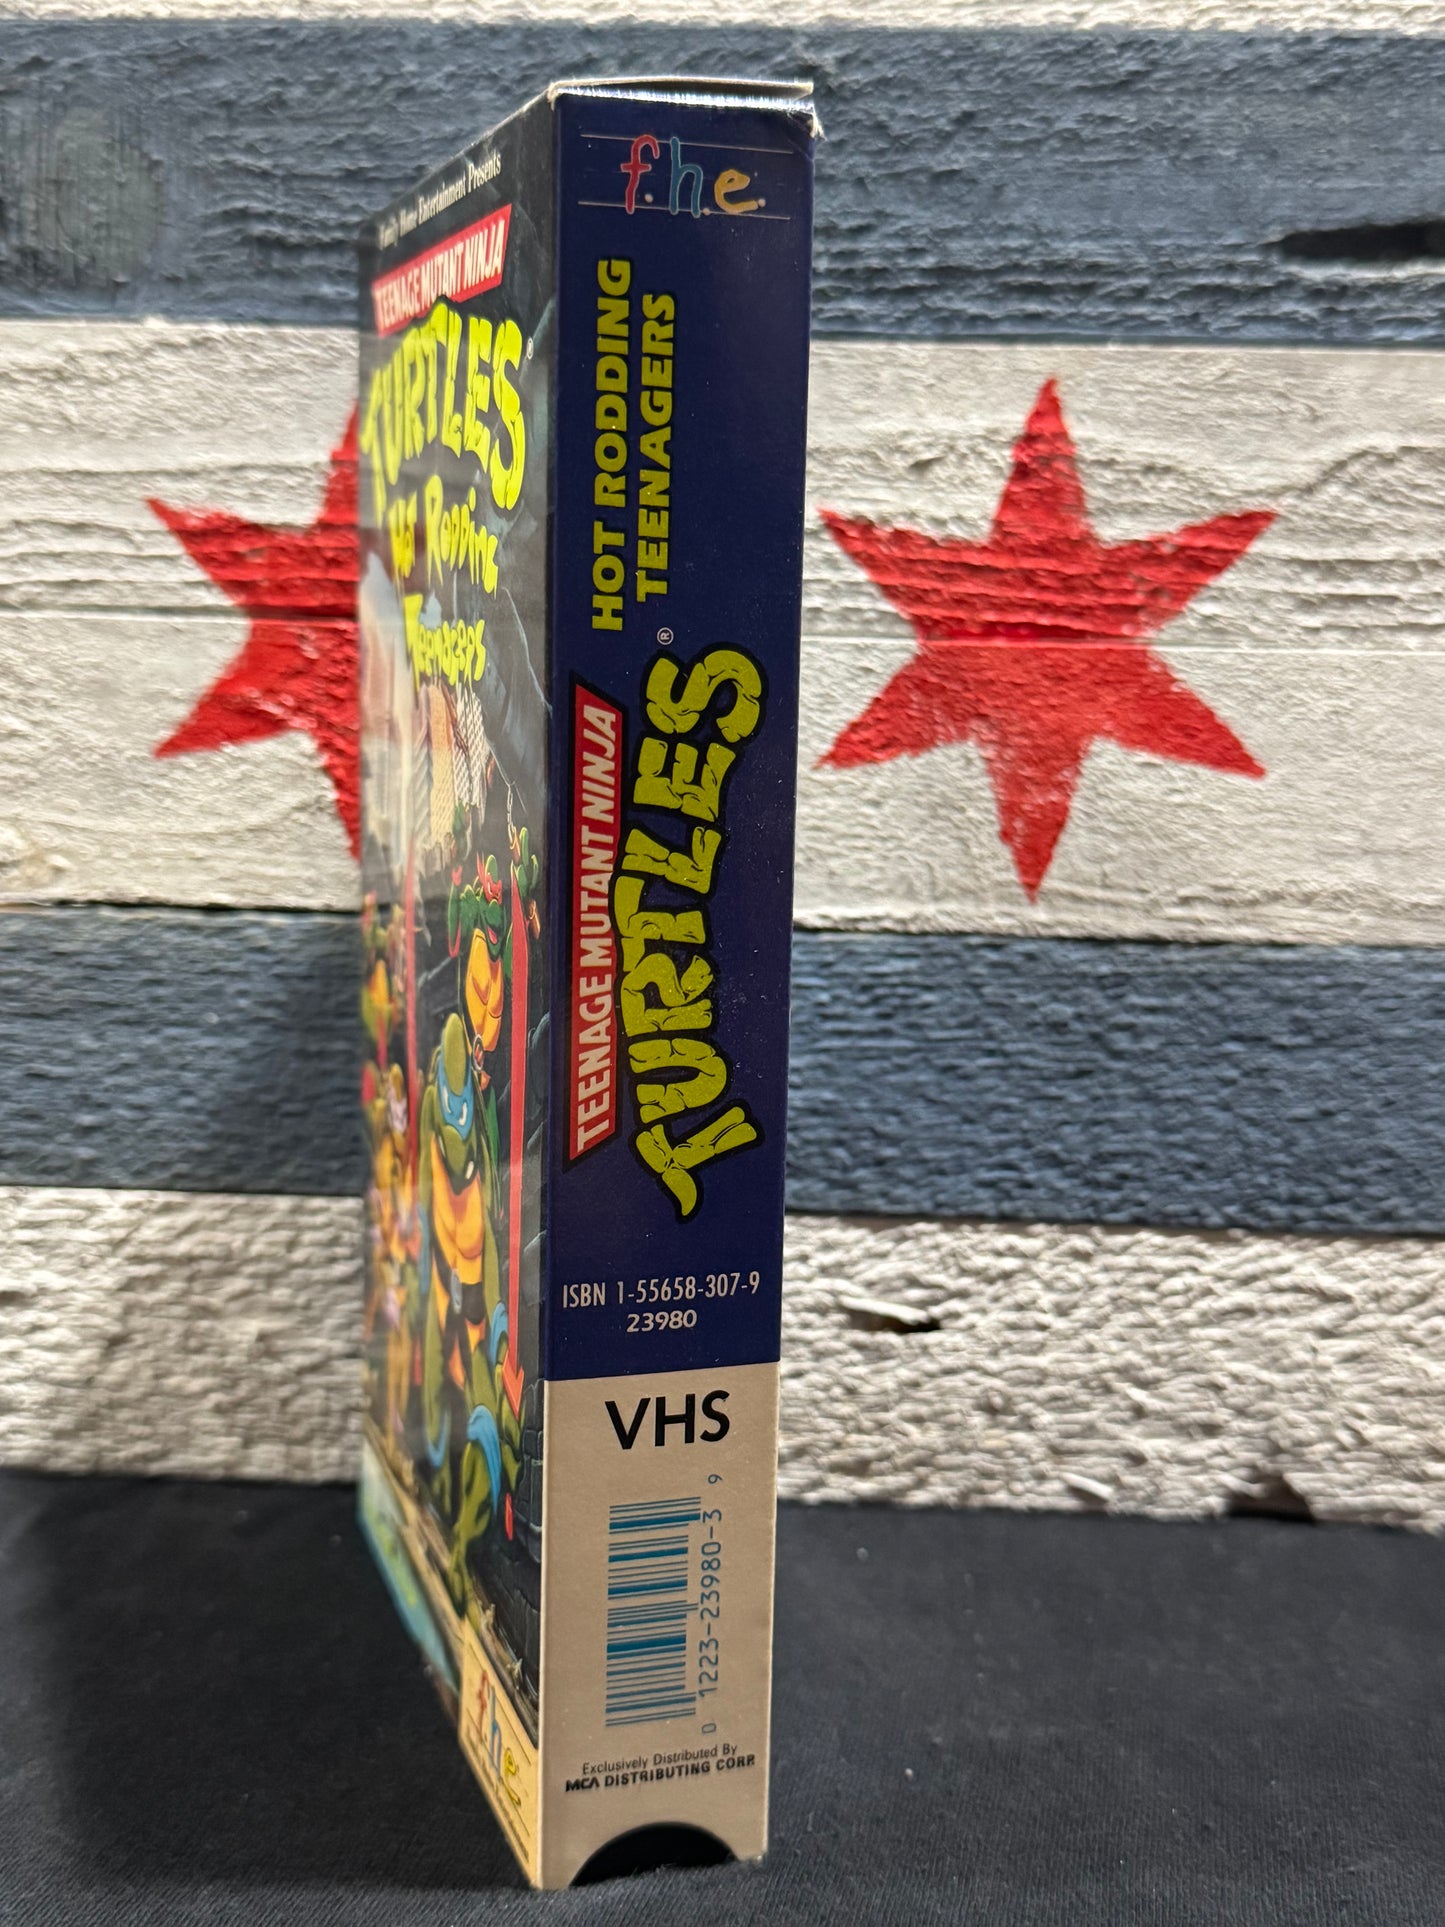 Family Home Entertainment Presents
TEENAGE MUTANT NINJA
TURTLES®
Hot Rodding
Teenagers
f.h.e.
f.h.e.
HOT RODDING
TEENAGERS
TEENAGE MUTANT NINJA
TURTLES®
ISBN 1-55658-307-9
23980
VHS
0 1223-23980-3 9
Exclusively Distributed By
MCA DISTRIBUTING CORP.